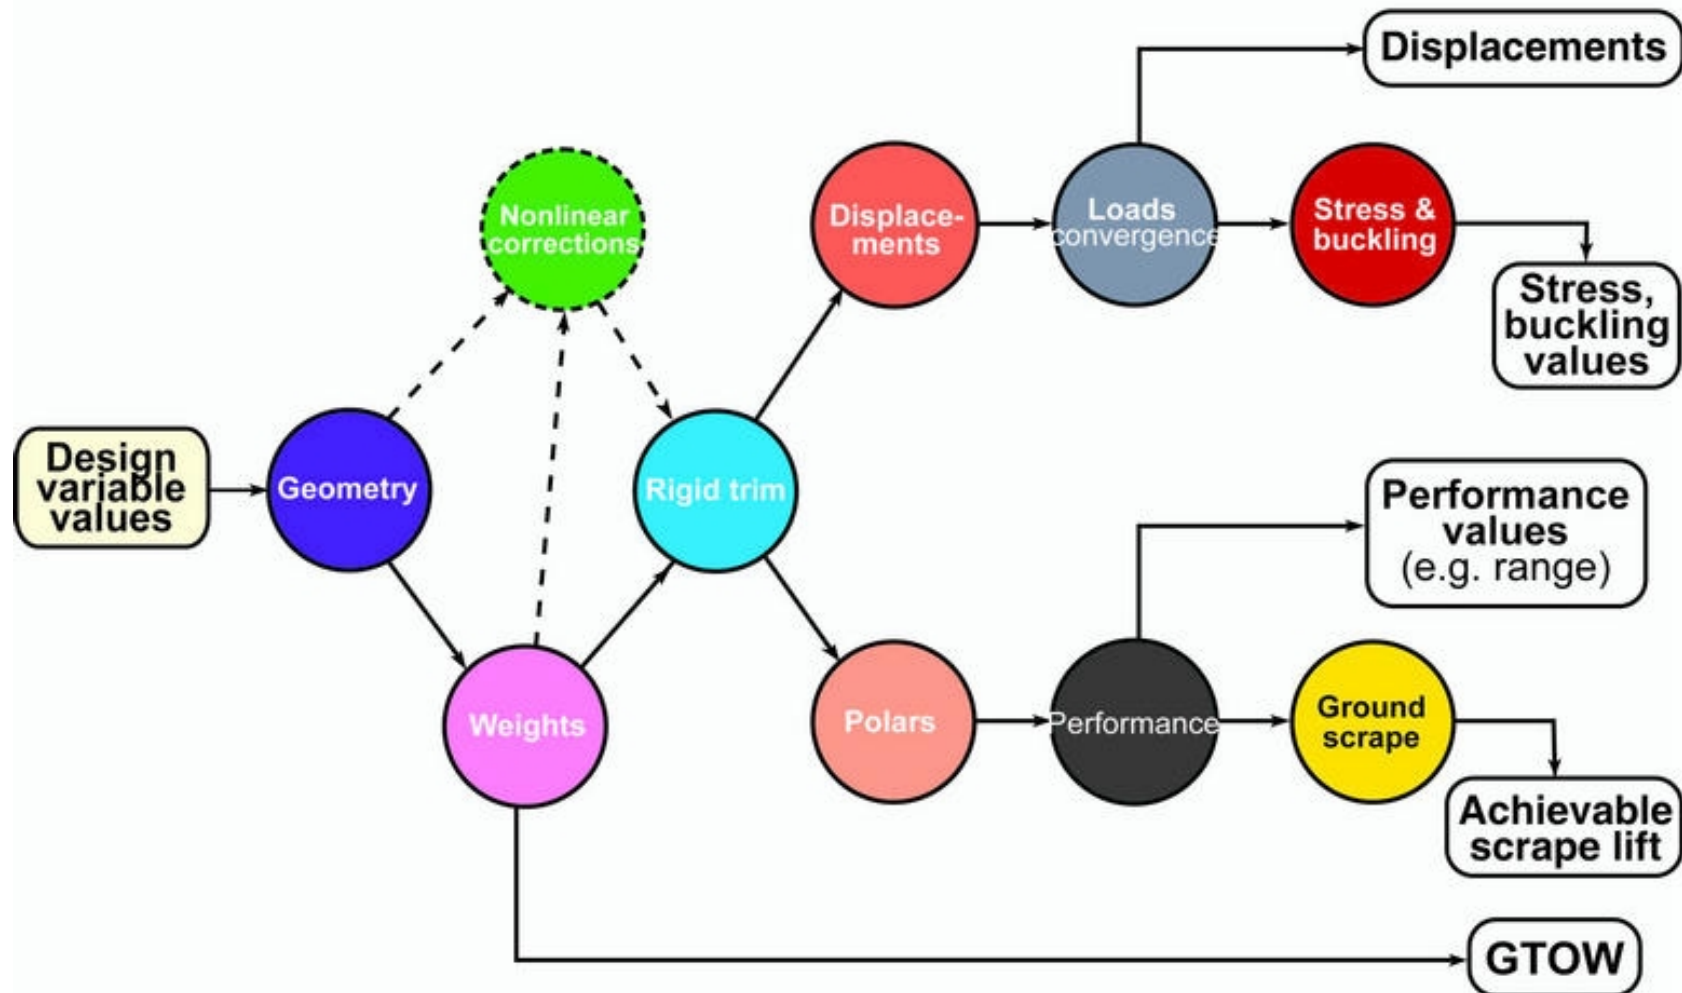 Displacements
Nonlinear
corrections
Displace-
ments
Loads
convergence
Stress &
buckling
Stress,
buckling
values
Design
variable
values
Geometry
Rigid trim
Performance
values
(e.g. range)
Weights
Polars
Performance
Ground
scrape
Achievable
scrape lift
GTOW